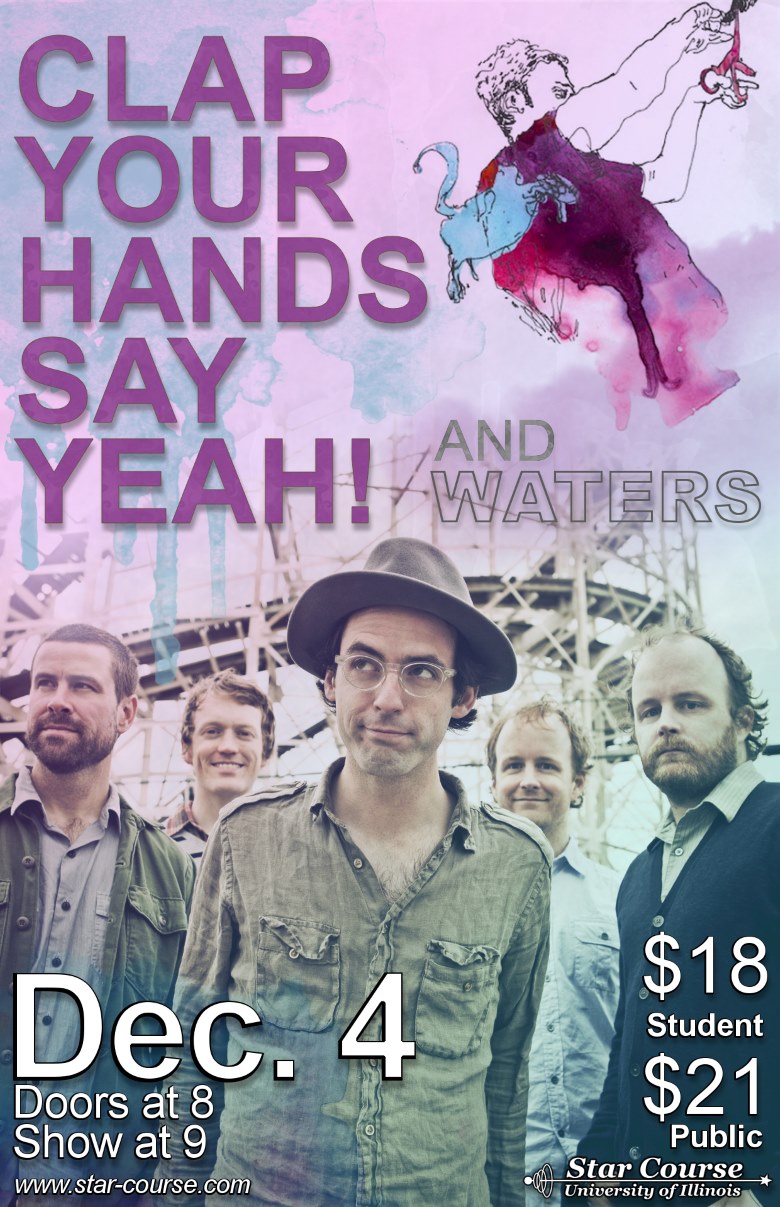 CLAP
YOUR
HANDS
SAY
YEAH!
AND
WATERS
Dec. 4
Doors at 8
Show at 9
www.star-course.com
$18
Student
$21
Public
Star Course
University of Illinois